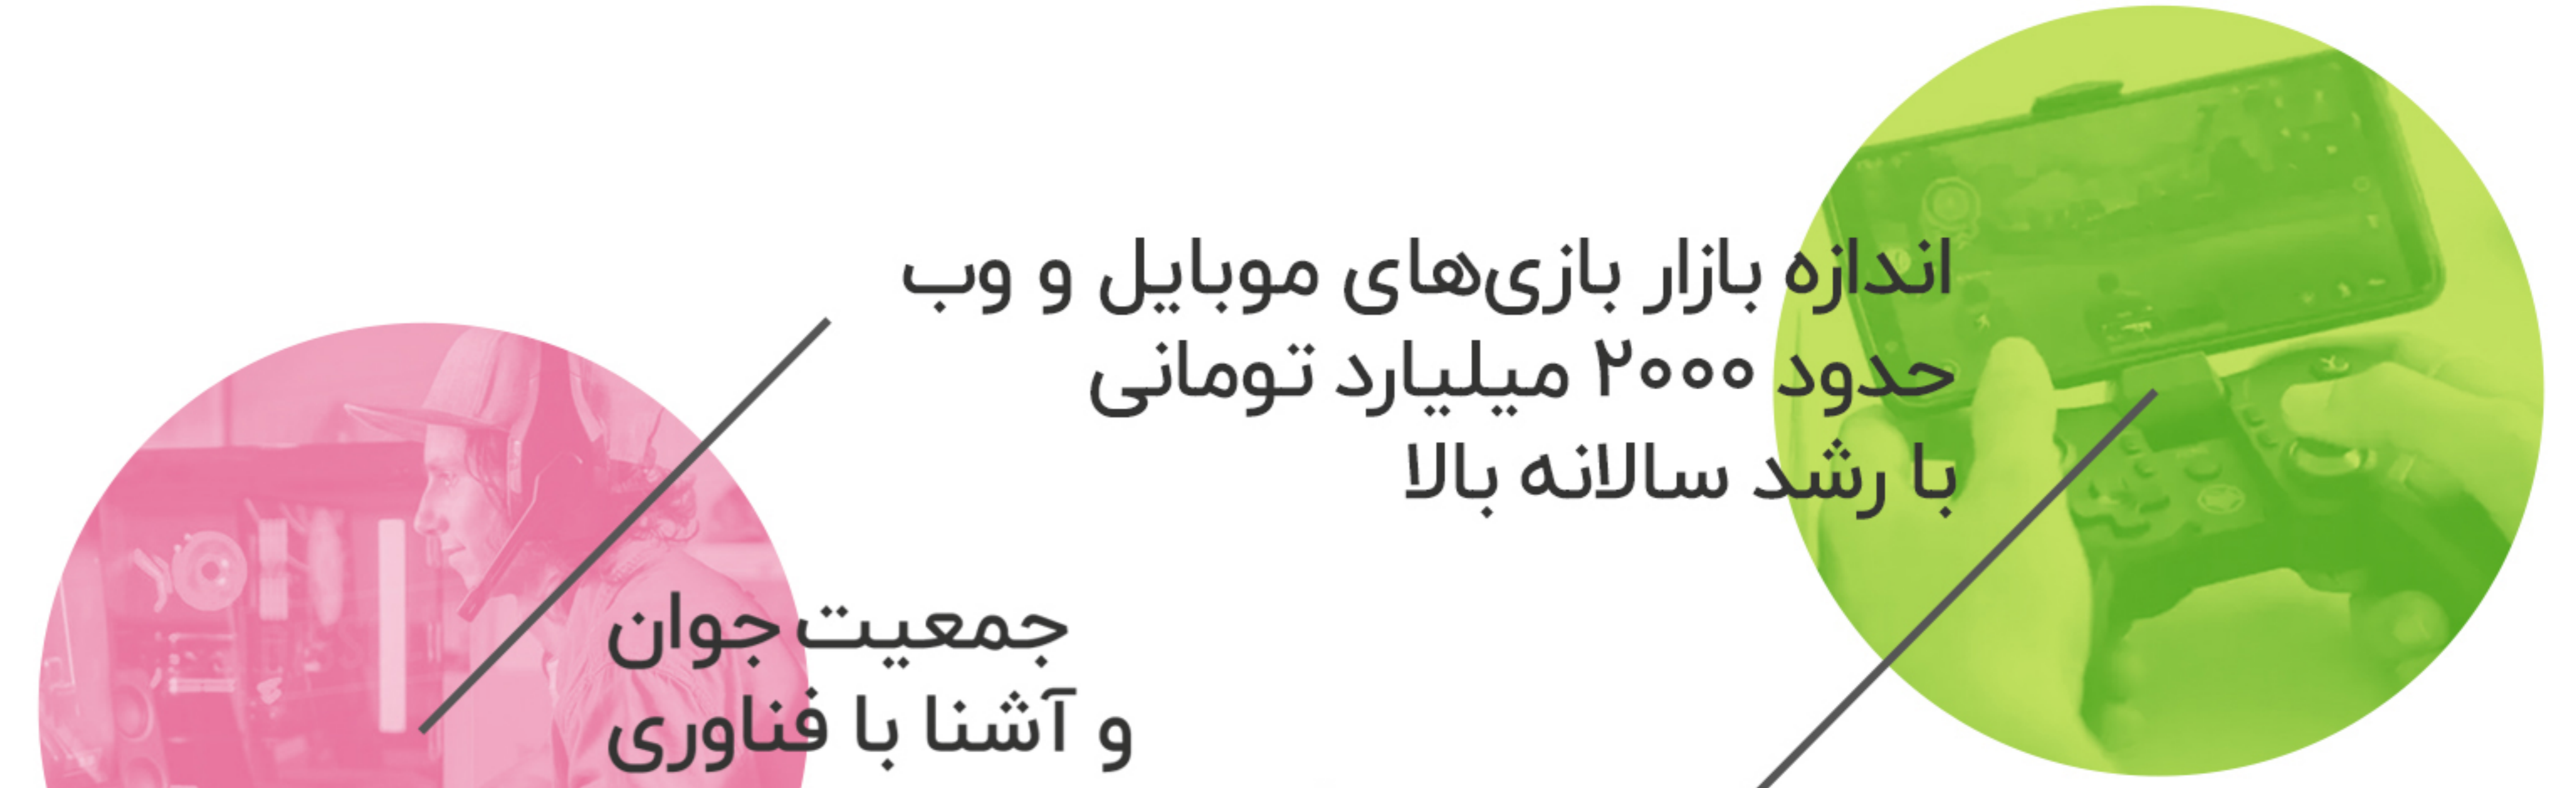 اندازه بازار بازی‌های موبایل و وب
حدود ۲۰۰۰ میلیارد تومانی
با رشد سالانه بالا
جمعیت جوان
و آشنا با فناوری